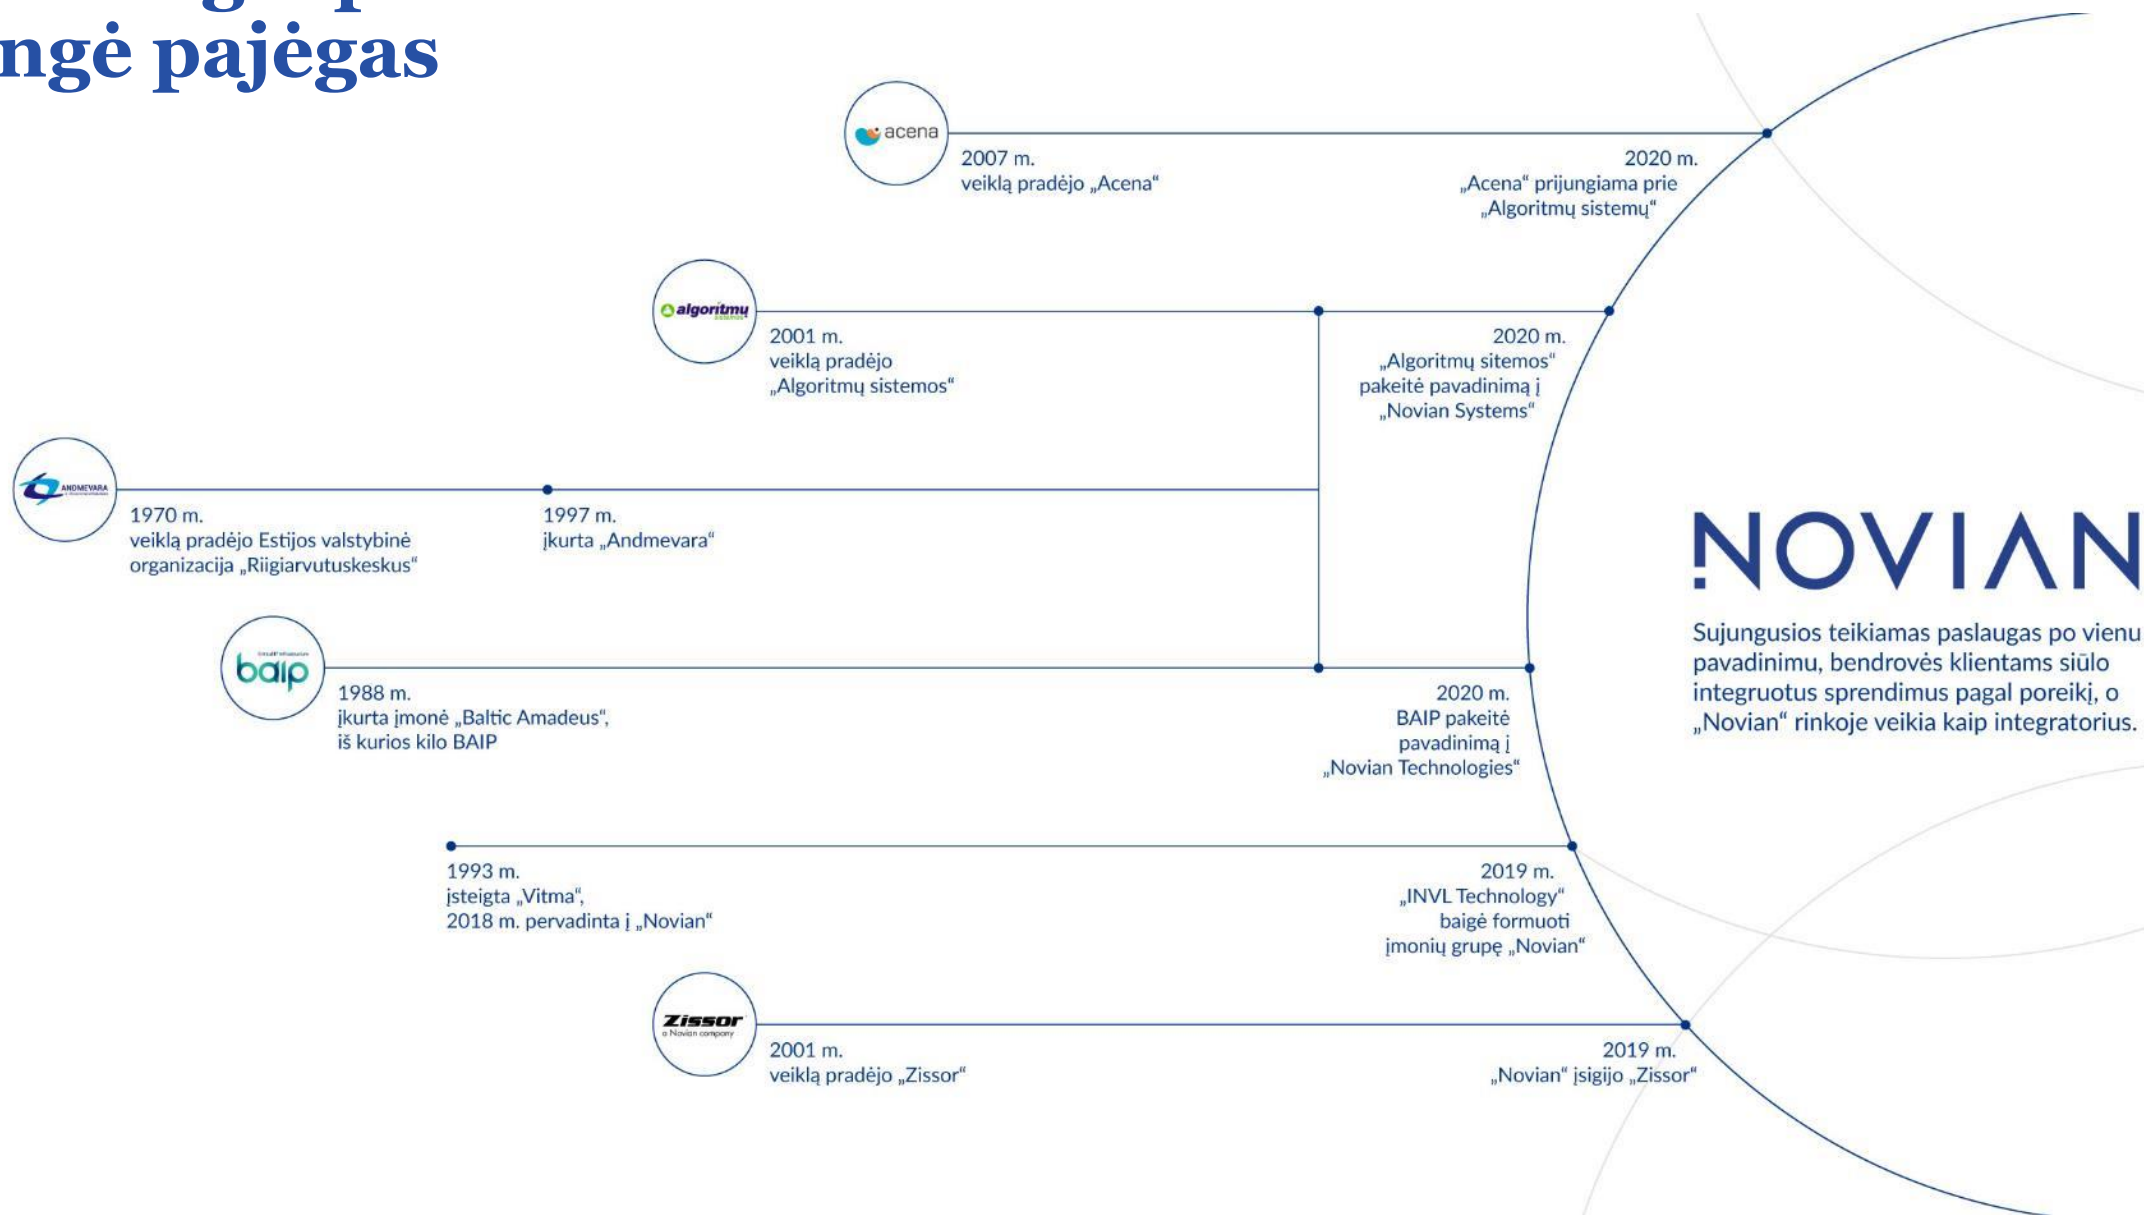 ngė pajėgas
acena
2007 m.
veiklą pradėjo „Acena“
2020 m.
„Acena“ prijungiama prie
„Algoritmų sistemų“
algoritmų
sistemos
2001 m.
veiklą pradėjo
„Algoritmų sistemos“
2020 m.
„Algoritmų sitemos“
pakeitė pavadinimą į
„Novian Systems“
ANDMEVARA
1970 m.
veiklą pradėjo Estijos valstybinė
organizacija „Riigiarvutuskeskus“
1997 m.
įkurta „Andmevara“
NOVIAN
Sujungusios teikiamas paslaugas po vienu
pavadinimu, bendrovės klientams siūlo
integruotus sprendimus pagal poreikį, o
„Novian“ rinkoje veikia kaip integratorius.
baip
1988 m.
įkurta įmonė „Baltic Amadeus“,
iš kurios kilo BAIP
2020 m.
BAIP pakeitė
pavadinimą į
„Novian Technologies“
1993 m.
įsteigta „Vitma“,
2018 m. pervadinta į „Novian“
2019 m.
„INVL Technology“
baigė formuoti
įmonių grupę „Novian“
Zissor
a Novian company
2001 m.
veiklą pradėjo „Zissor“
2019 m.
„Novian“ įsigijo „Zissor“